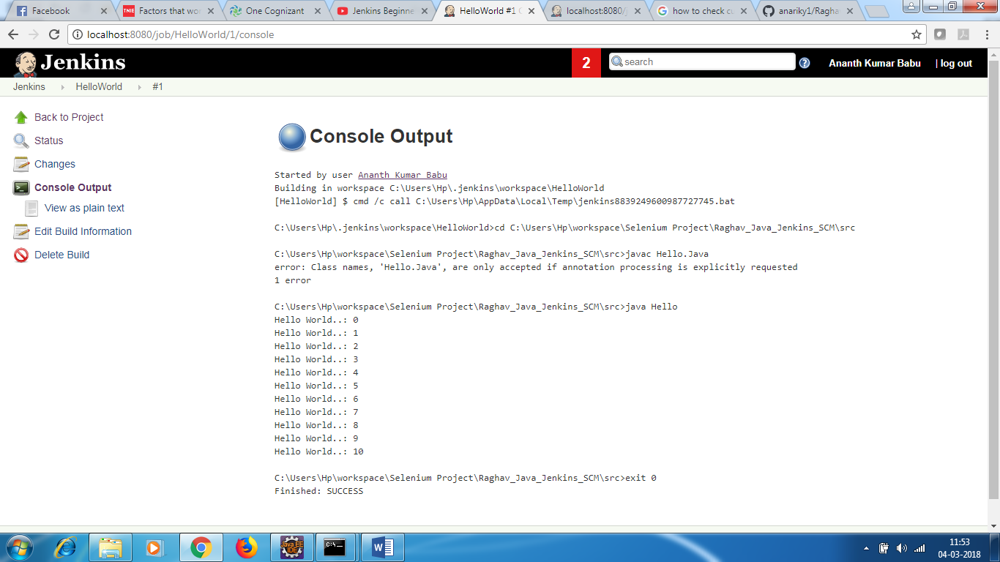 Facebook
TNIE Factors that wor
One Cognizant
Jenkins Beginne
HelloWorld #1 C
localhost:8080/j
how to check cu
anariky1/Ragha
localhost:8080/job/HelloWorld/1/console
Jenkins
2
search
Ananth Kumar Babu
| log out
Jenkins
HelloWorld
#1
Back to Project
Status
Changes
Console Output
View as plain text
Edit Build Information
Delete Build
Console Output
Started by user Ananth Kumar Babu
Building in workspace C:\Users\Hp\.jenkins\workspace\HelloWorld
[HelloWorld] $ cmd /c call C:\Users\Hp\AppData\Local\Temp\jenkins8839249600987727745.bat
C:\Users\Hp\.jenkins\workspace\HelloWorld>cd C:\Users\Hp\workspace\Selenium Project\Raghav_Java_Jenkins_SCM\src
C:\Users\Hp\workspace\Selenium Project\Raghav_Java_Jenkins_SCM\src>javac Hello.Java
error: Class names, 'Hello.Java', are only accepted if annotation processing is explicitly requested
1 error
C:\Users\Hp\workspace\Selenium Project\Raghav_Java_Jenkins_SCM\src>java Hello
Hello World..: 0
Hello World..: 1
Hello World..: 2
Hello World..: 3
Hello World..: 4
Hello World..: 5
Hello World..: 6
Hello World..: 7
Hello World..: 8
Hello World..: 9
Hello World..: 10
C:\Users\Hp\workspace\Selenium Project\Raghav_Java_Jenkins_SCM\src>exit 0
Finished: SUCCESS
Java EE
IDE
11:53
04-03-2018